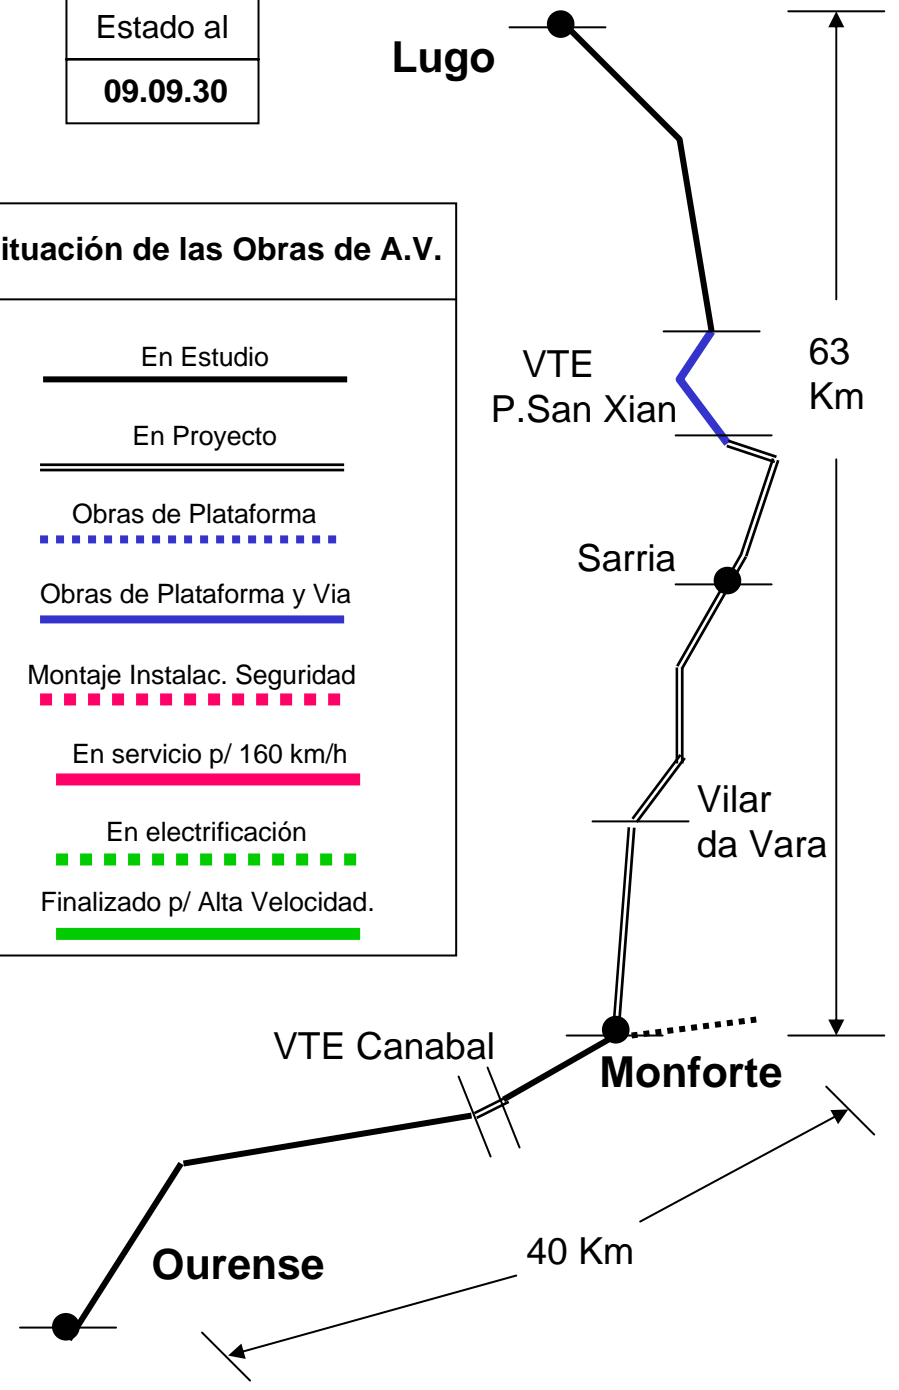 Estado al
09.09.30
Lugo
ituación de las Obras de A.V.
En Estudio
En Proyecto
Obras de Plataforma
Obras de Plataforma y Via
Montaje Instalac. Seguridad
En servicio p/ 160 km/h
En electrificación
Finalizado p/ Alta Velocidad.
VTE
P.San Xian
63
Km
Sarria
Vilar
da Vara
VTE Canabal
Monforte
40 Km
Ourense